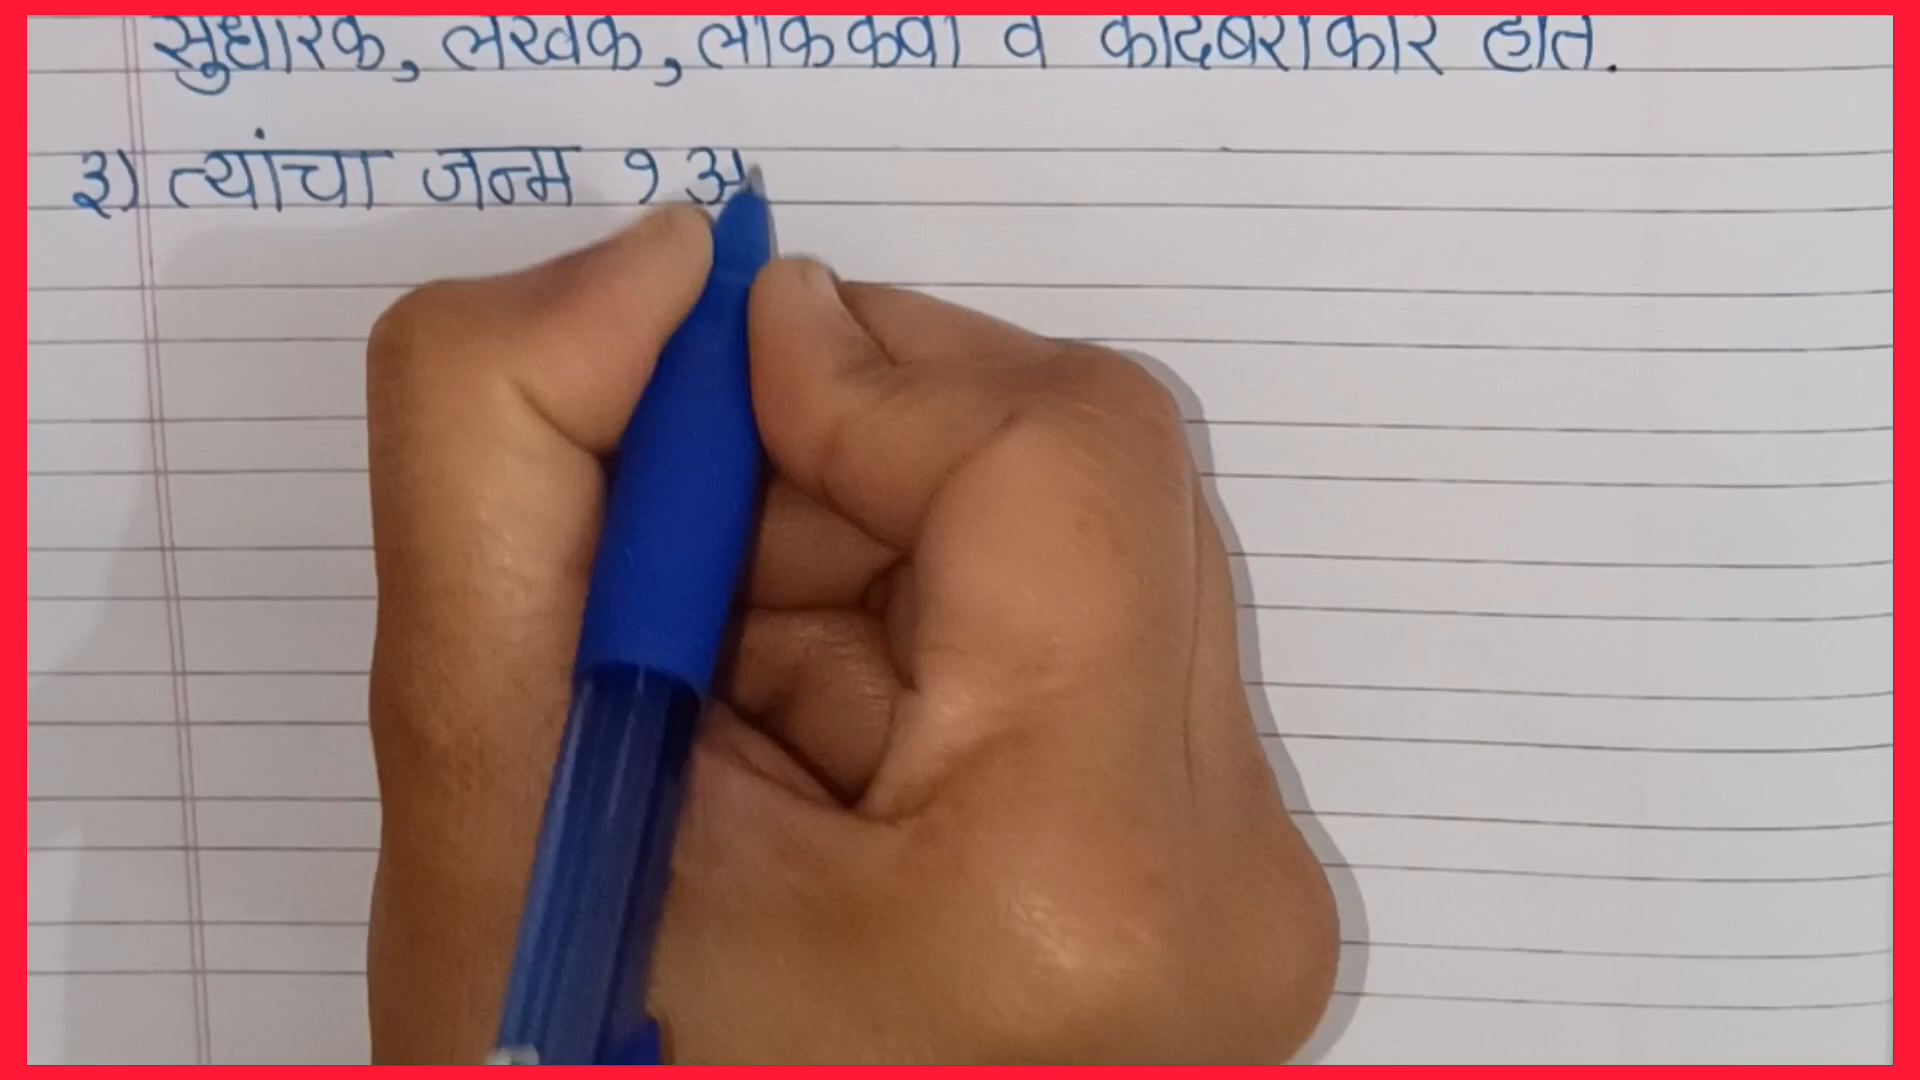 सुधारक, लेखक, लोककवी व कादंबरीकार होते.
३) त्यांचा जन्म १ अ